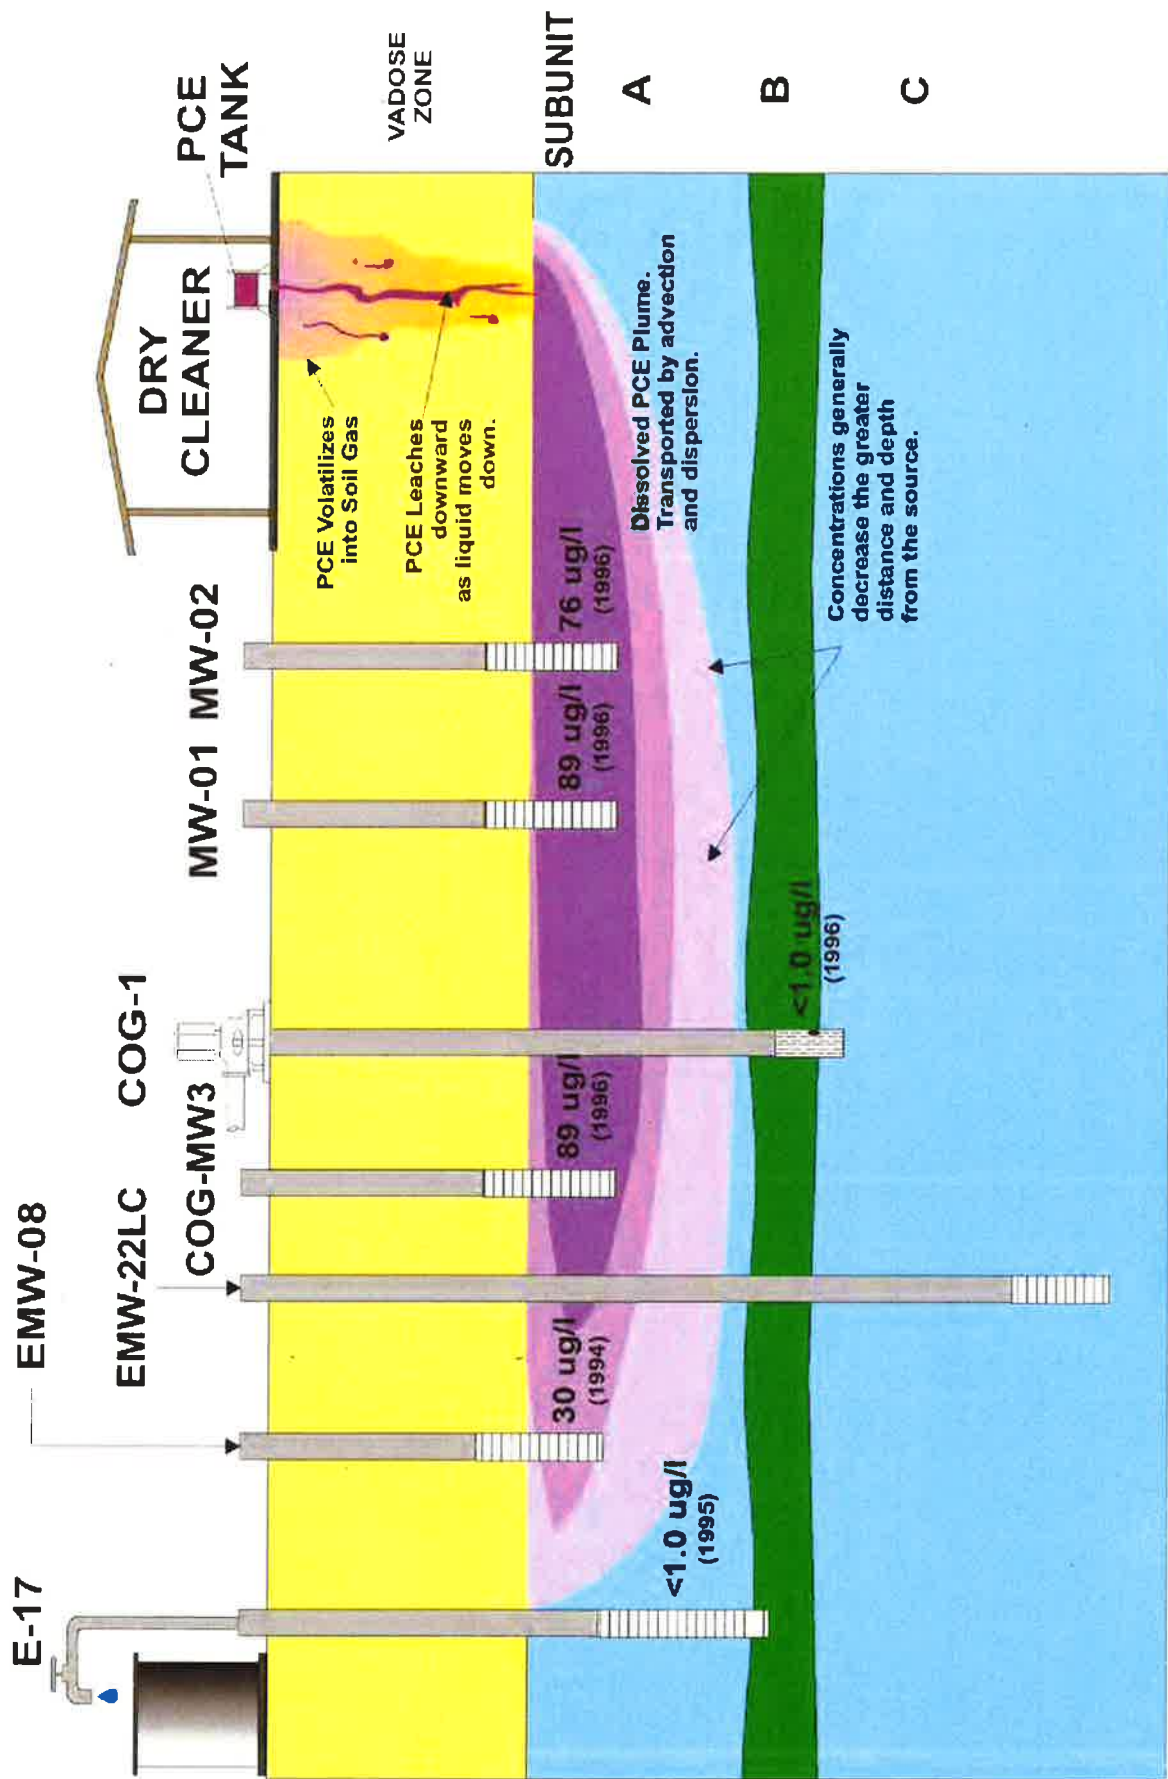 E-17
EMW-08
EMW-22LC
COG-MW3
COG-1
MW-01
MW-02
DRY
CLEANER
PCE
TANK
VADOSE
ZONE
PCE Volatilizes
into Soil Gas
PCE Leaches
downward
as liquid moves
down.
SUBUNIT
A
B
C
<1.0 ug/l
(1995)
30 ug/l
(1994)
89 ug/l
(1996)
<1.0 ug/l
(1996)
89 ug/l
(1996)
76 ug/l
(1996)
Dissolved PCE Plume.
Transported by advection
and dispersion.
Concentrations generally
decrease the greater
distance and depth
from the source.